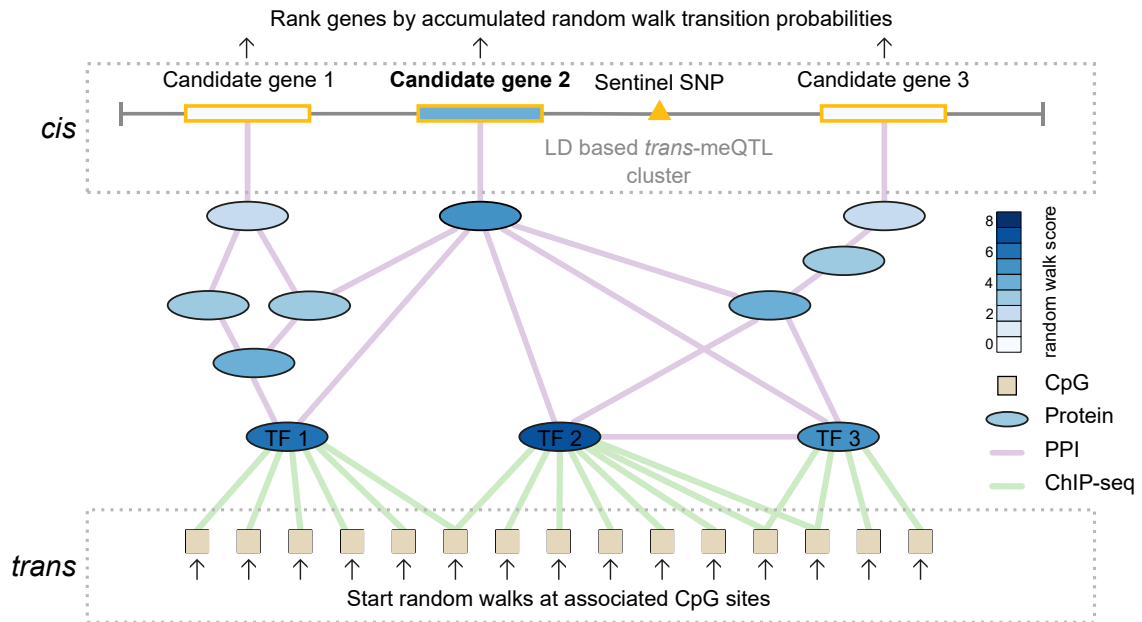 Rank genes by accumulated random walk transition probabilities
Candidate gene 1
Candidate gene 2
Sentinel SNP
Candidate gene 3
cis
LD based trans-meQTL
cluster
8
6
4
2
0
random walk score
CpG
Protein
PPI
ChIP-seq
TF 1
TF 2
TF 3
trans
Start random walks at associated CpG sites